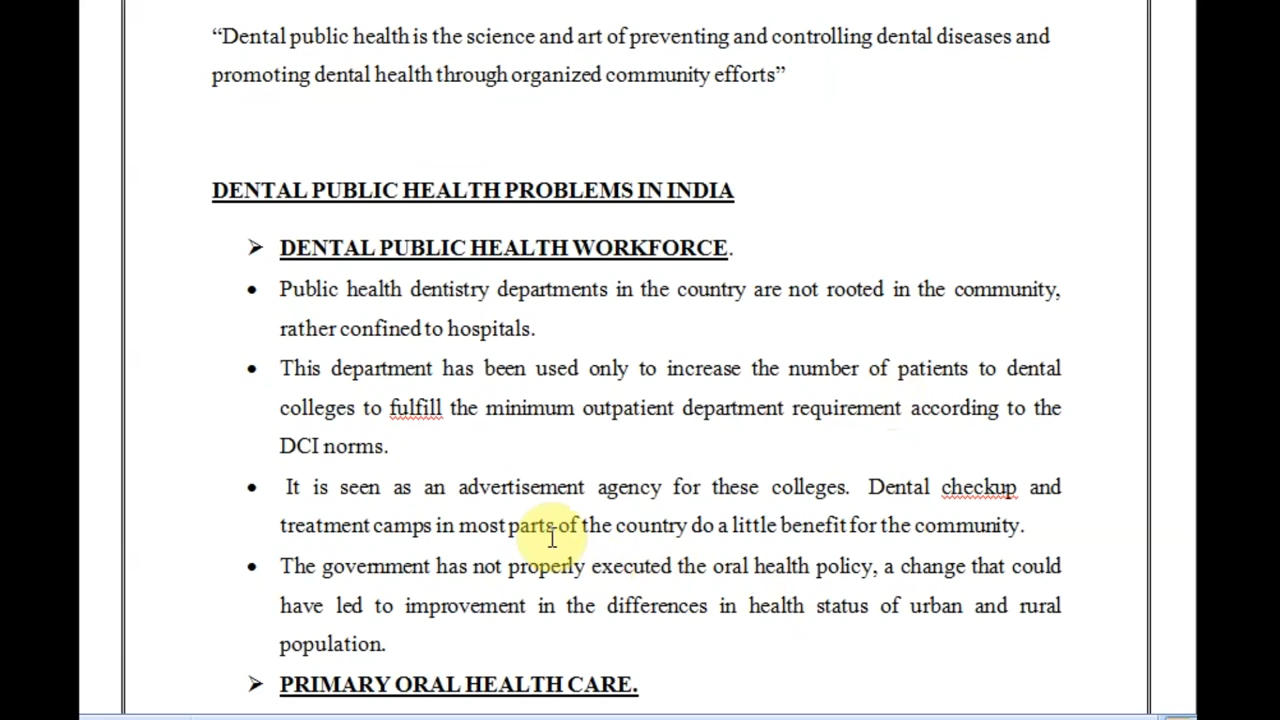 “Dental public health is the science and art of preventing and controlling dental diseases and
promoting dental health through organized community efforts”
DENTAL PUBLIC HEALTH PROBLEMS IN INDIA
➢ DENTAL PUBLIC HEALTH WORKFORCE.
• Public health dentistry departments in the country are not rooted in the community,
rather confined to hospitals.
• This department has been used only to increase the number of patients to dental
colleges to fulfill the minimum outpatient department requirement according to the
DCI norms.
• It is seen as an advertisement agency for these colleges. Dental checkup and
treatment camps in most parts of the country do a little benefit for the community.
• The government has not properly executed the oral health policy, a change that could
have led to improvement in the differences in health status of urban and rural
population.
➢ PRIMARY ORAL HEALTH CARE.